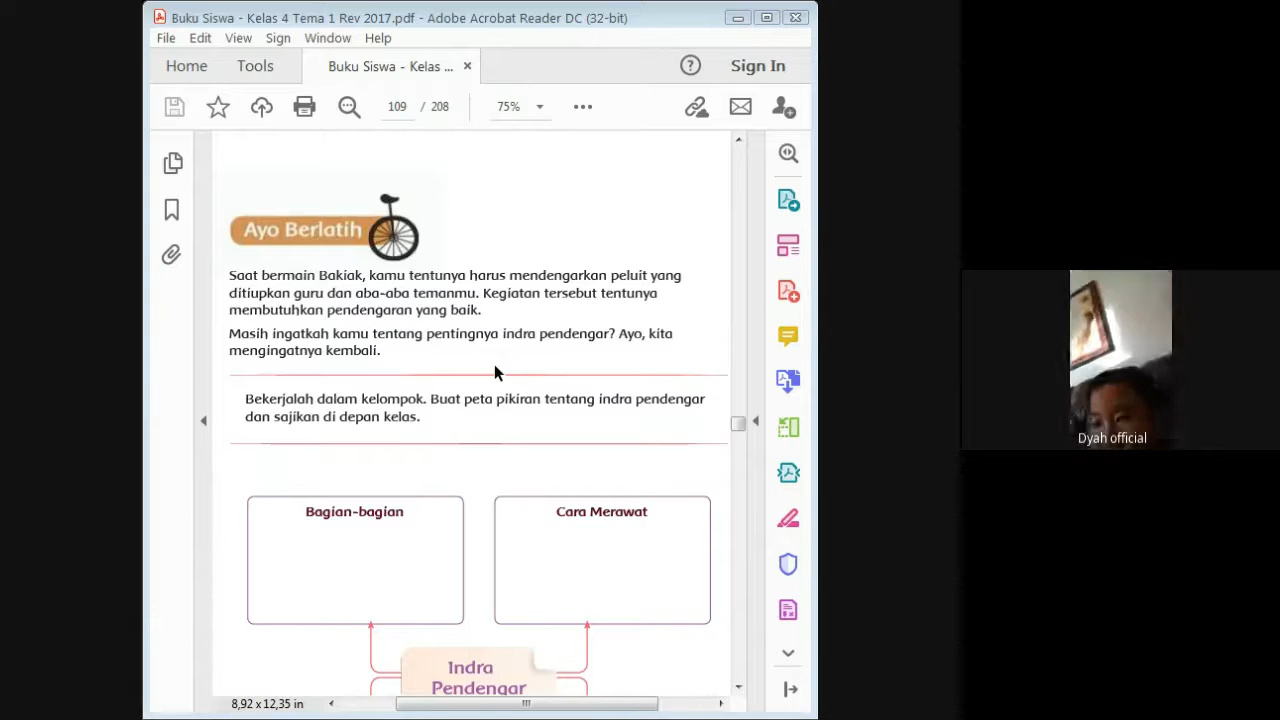 Buku Siswa - Kelas 4 Tema 1 Rev 2017.pdf - Adobe Acrobat Reader DC (32-bit)
File Edit View Sign Window Help
Home Tools Buku Siswa - Kelas ... × Sign In
109 / 208 75%
Ayo Berlatih
Saat bermain Bakiak, kamu tentunya harus mendengarkan peluit yang
ditiupkan guru dan aba-aba temanmu. Kegiatan tersebut tentunya
membutuhkan pendengaran yang baik.
Masih ingatkah kamu tentang pentingnya indra pendengar? Ayo, kita
mengingatnya kembali.
Bekerjalah dalam kelompok. Buat peta pikiran tentang indra pendengar
dan sajikan di depan kelas.
Bagian-bagian
Cara Merawat
Indra
Pendengar
8,92 x 12,35 in
Dyah official